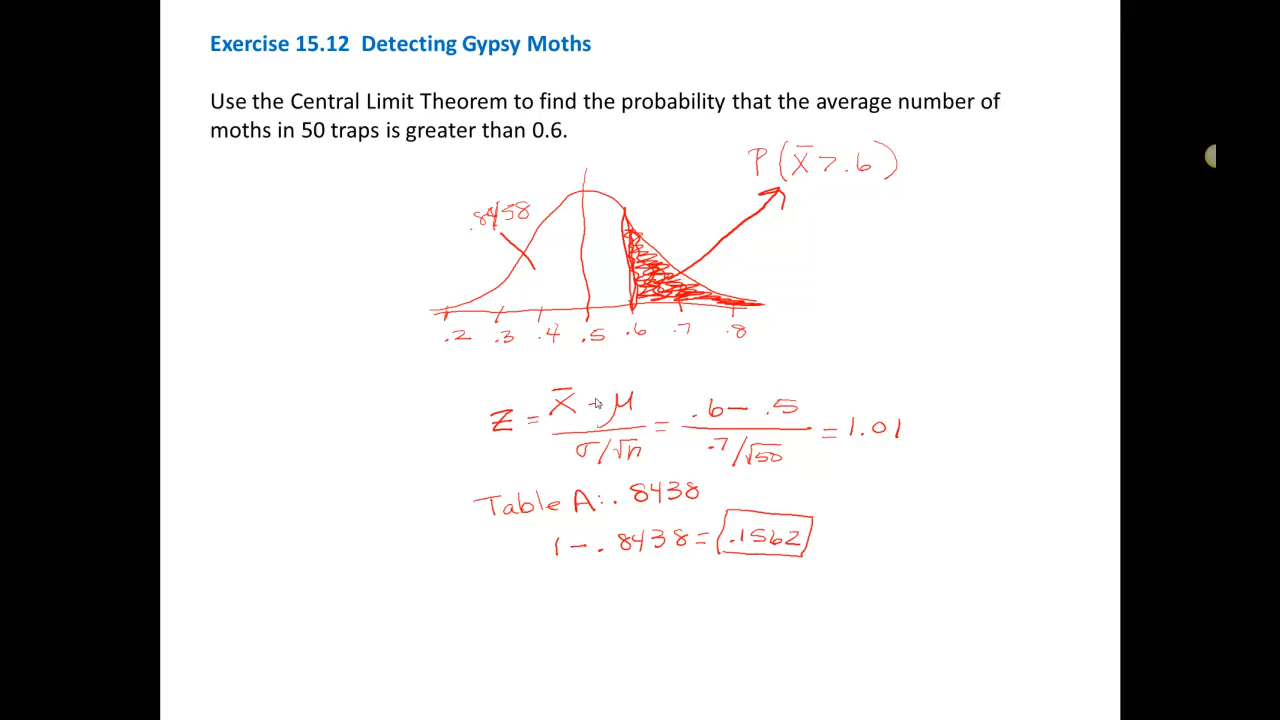 Exercise 15.12 Detecting Gypsy Moths
Use the Central Limit Theorem to find the probability that the average number of
moths in 50 traps is greater than 0.6.
P(X̄ > .6)
.8458
.2 .3 .4 .5 .6 .7 .8
Z = X̄ - μ / σ/√n = .6 - .5 / .7/√50 = 1.01
Table A: .8438
1 - .8438 = .1562